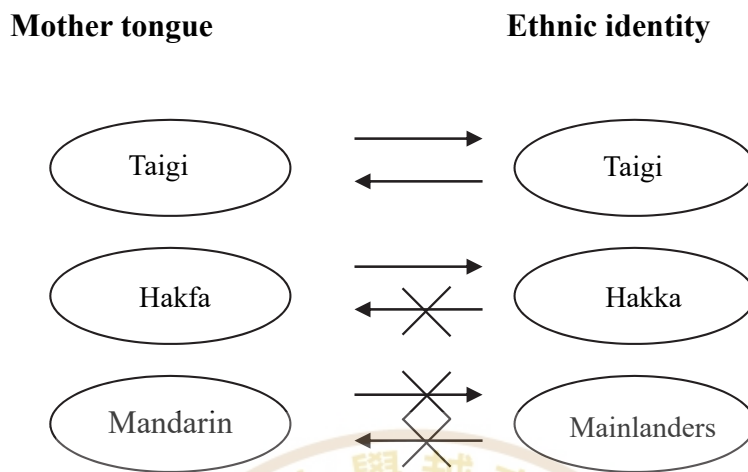 Mother tongue Ethnic identity
Taigi Taigi
Hakfa Hakka
Mandarin Mainlanders